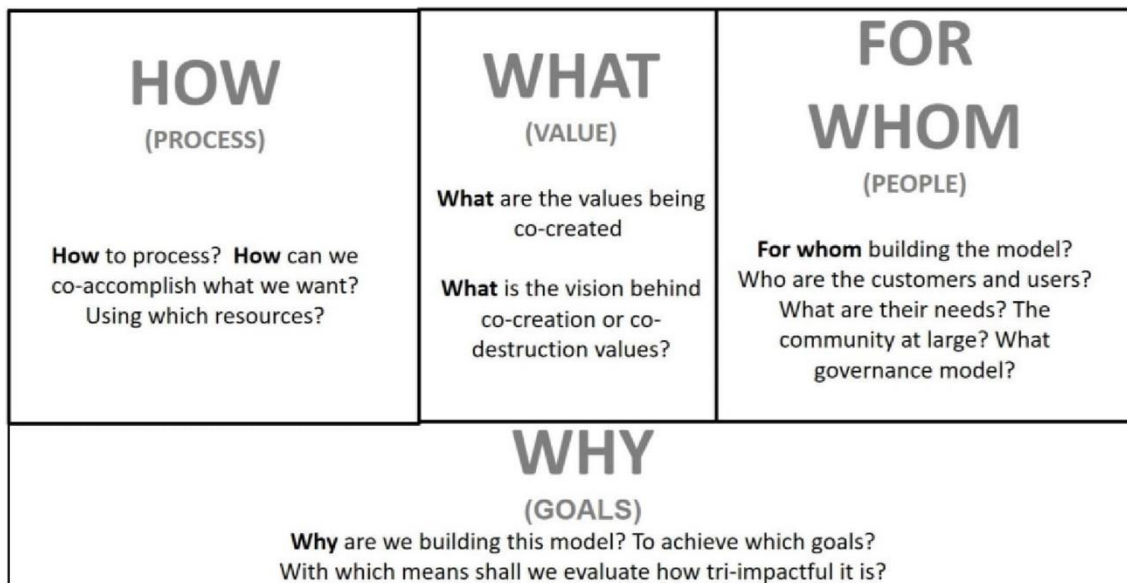 HOW
(PROCESS)
How to process? How can we
co-accomplish what we want?
Using which resources?
WHAT
(VALUE)
What are the values being
co-created
What is the vision behind
co-creation or co-
destruction values?
FOR
WHOM
(PEOPLE)
For whom building the model?
Who are the customers and users?
What are their needs? The
community at large? What
governance model?
WHY
(GOALS)
Why are we building this model? To achieve which goals?
With which means shall we evaluate how tri-impactful it is?